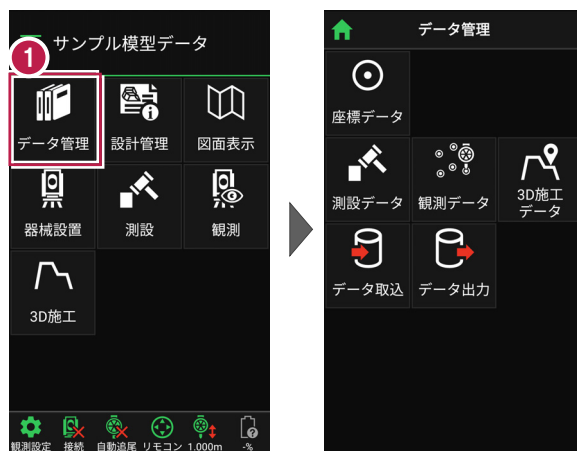 サンプル模型データ
1
データ管理
設計管理
図面表示
器械設置
測設
観測
3D施工
観測設定
接続
自動追尾
リモコン
1.000m
-%
データ管理
座標データ
測設データ
観測データ
3D施工
データ
データ取込
データ出力